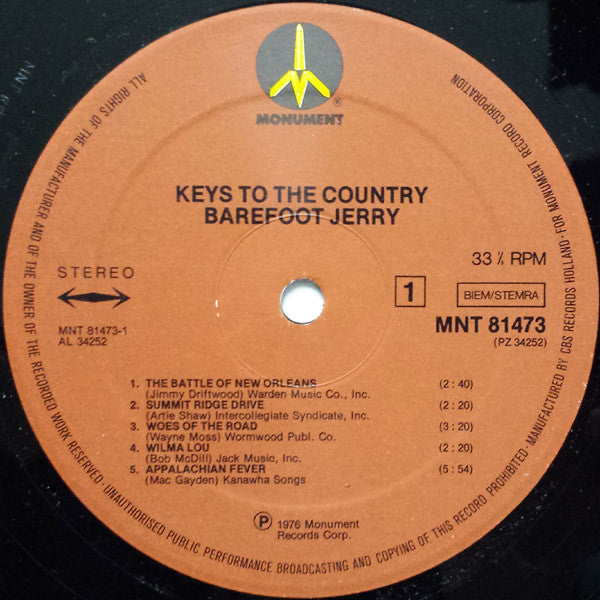 MONUMENT®
KEYS TO THE COUNTRY
BAREFOOT JERRY
STEREO
33 ⅓ RPM
1
BIEM/STEMRA
MNT 81473-1
AL 34252
MNT 81473
(PZ 34252)
1. THE BATTLE OF NEW ORLEANS (2:40)
(Jimmy Driftwood) Warden Music Co., Inc.
2. SUMMIT RIDGE DRIVE (2:20)
(Artie Shaw) Intercollegiate Syndicate, Inc.
3. WOES OF THE ROAD (3:20)
(Wayne Moss) Wormwood Publ. Co.
4. WILMA LOU (2:20)
(Bob McDill) Jack Music, Inc.
5. APPALACHIAN FEVER (5:54)
(Mac Gayden) Kanawha Songs
Ⓟ 1976 Monument
Records Corp.
ALL RIGHTS OF THE MANUFACTURER AND OF THE OWNER OF THE RECORDED WORK RESERVED·UNAUTHORISED PUBLIC PERFORMANCE BROADCASTING AND COPYING OF THIS RECORD PROHIBITED·MANUFACTURED BY CBS RECORDS HOLLAND·FOR MONUMENT RECORD CORPORATION